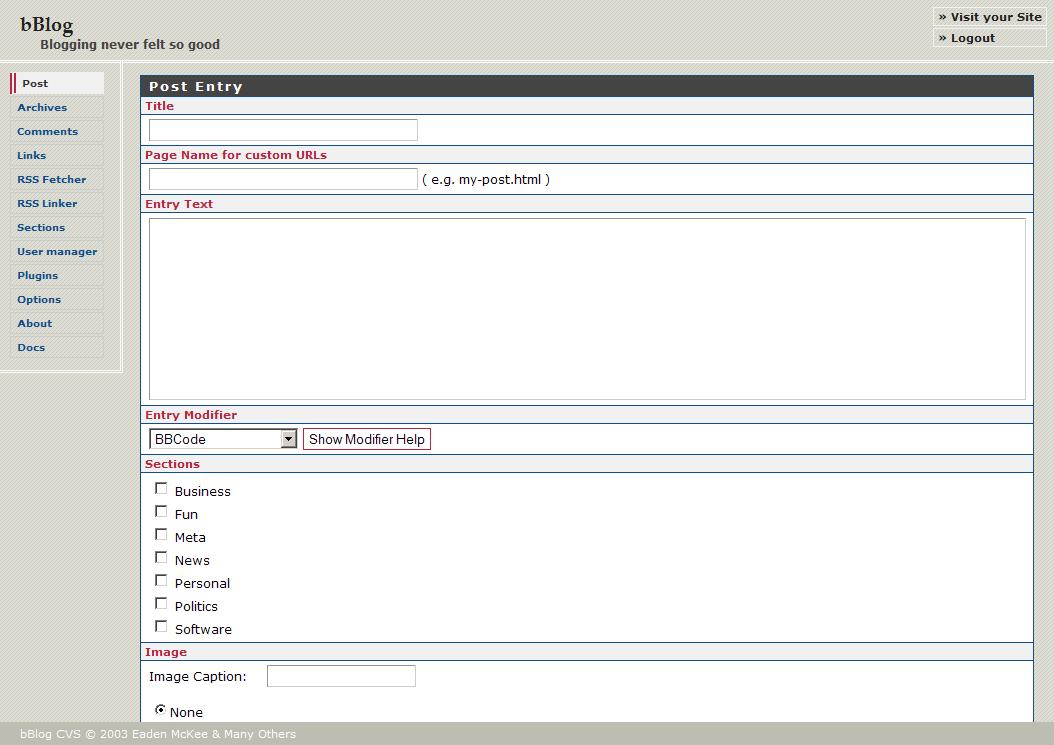 bBlog
Blogging never felt so good
» Visit your Site
» Logout
Post
Archives
Comments
Links
RSS Fetcher
RSS Linker
Sections
User manager
Plugins
Options
About
Docs
Post Entry
Title
Page Name for custom URLs
( e.g. my-post.html )
Entry Text
Entry Modifier
BBCode Show Modifier Help
Sections
Business
Fun
Meta
News
Personal
Politics
Software
Image
Image Caption:
None
bBlog CVS © 2003 Eaden McKee & Many Others